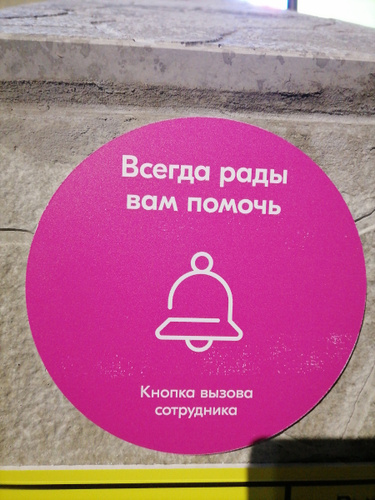 Всегда рады
вам помочь
Кнопка вызова
сотрудника